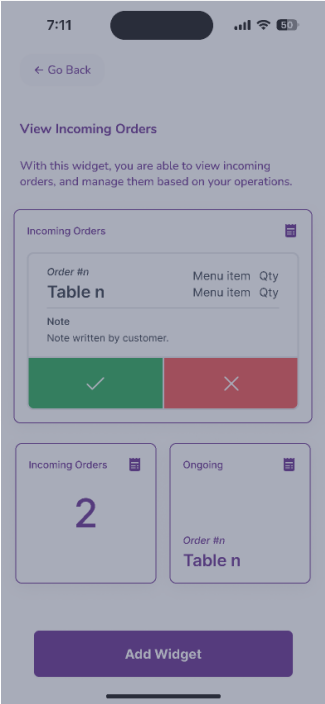 7:11
50
← Go Back
View Incoming Orders
With this widget, you are able to view incoming
orders, and manage them based on your operations.
Incoming Orders
Order #n
Table n
Menu item Qty
Menu item Qty
Note
Note written by customer.
Incoming Orders
2
Ongoing
Order #n
Table n
Add Widget